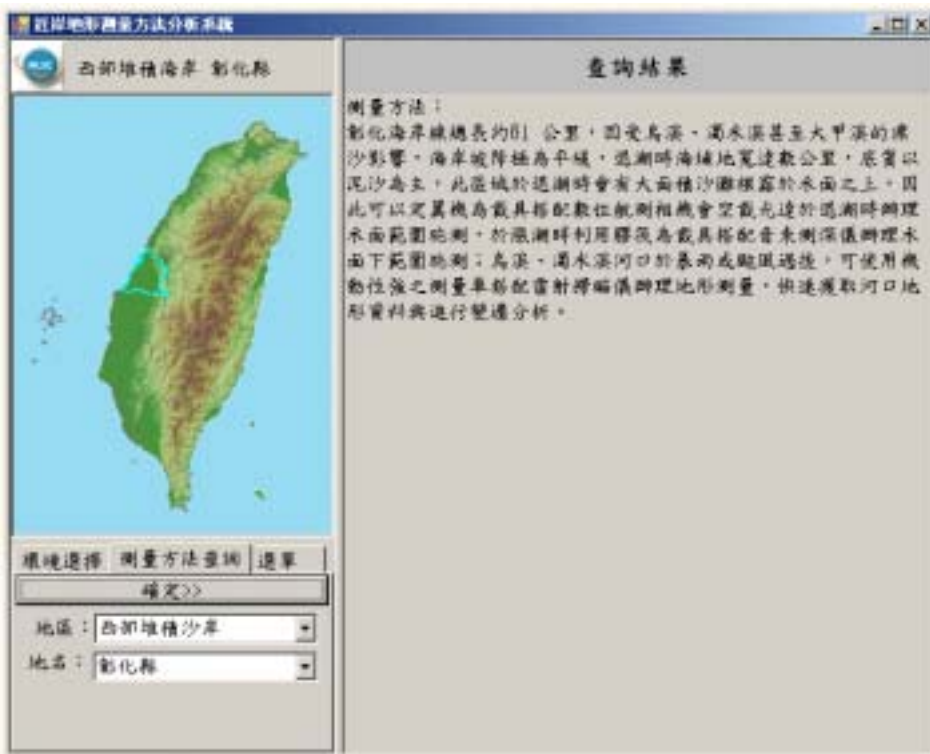 近岸地形測量方法分析系統
西部堆積海岸 彰化縣
查詢結果
測量方法：
彰化海岸線總長約61 公里，因受烏溪、濁水溪甚至大甲溪的漂
沙影響，海岸坡降極為平緩，退潮時海埔地寬達數公里，底質以
泥沙為主，此區域於退潮時會有大面積沙灘裸露於水面之上，因
此可以定翼機為載具搭配數位航測相機會空載光達於退潮時辦理
水面範圍施測，於漲潮時利用膠筏為載具搭配音束測深儀辦理水
面下範圍施測；烏溪、濁水溪河口於暴雨或颱風過後，可使用機
動性強之測量車搭配雷射掃瞄儀辦理地形測量，快速獲取河口地
形資料與進行變遷分析。
環境選擇 測量方法查詢 選單
確定>>
地區：西部堆積沙岸
地名：彰化縣